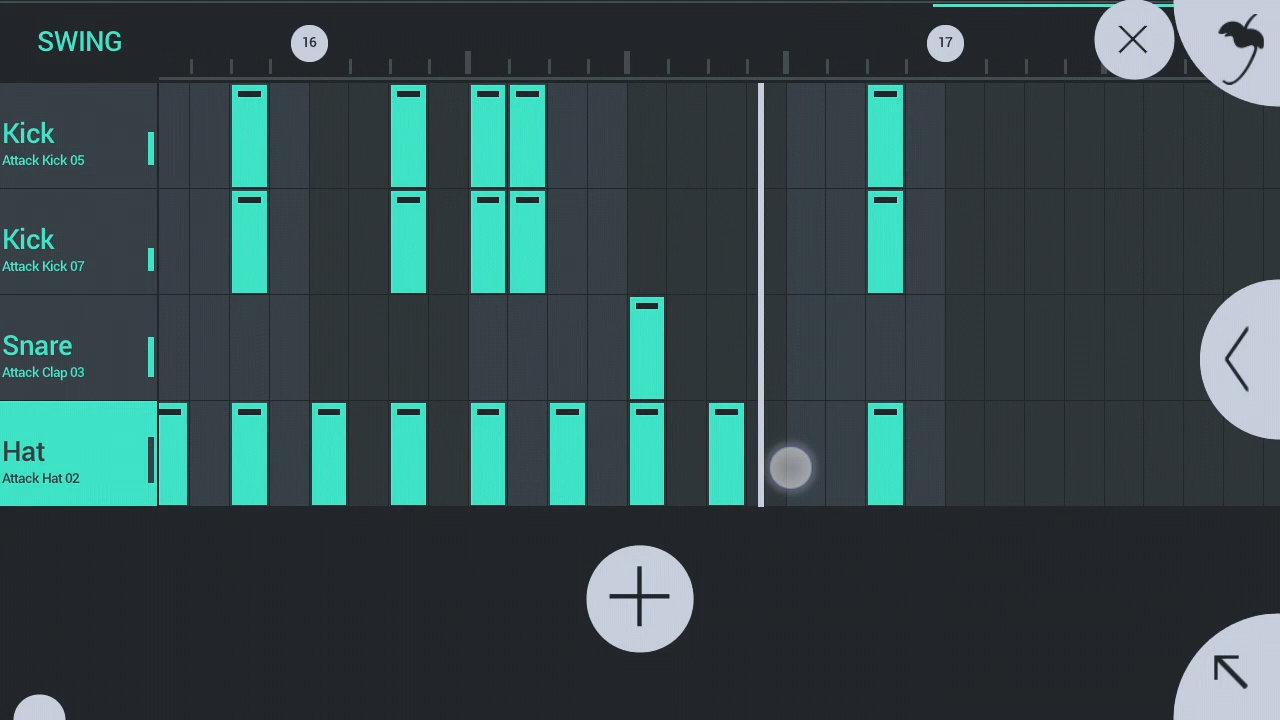 SWING
16
17
Kick
Attack Kick 05
Kick
Attack Kick 07
Snare
Attack Clap 03
Hat
Attack Hat 02